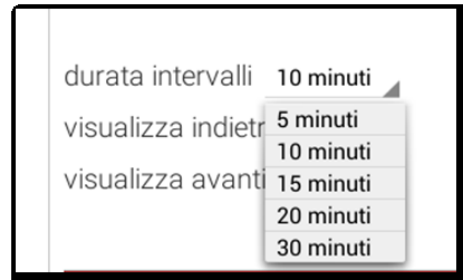 durata intervalli 10 minuti
visualizza indietr
visualizza avanti
5 minuti
10 minuti
15 minuti
20 minuti
30 minuti